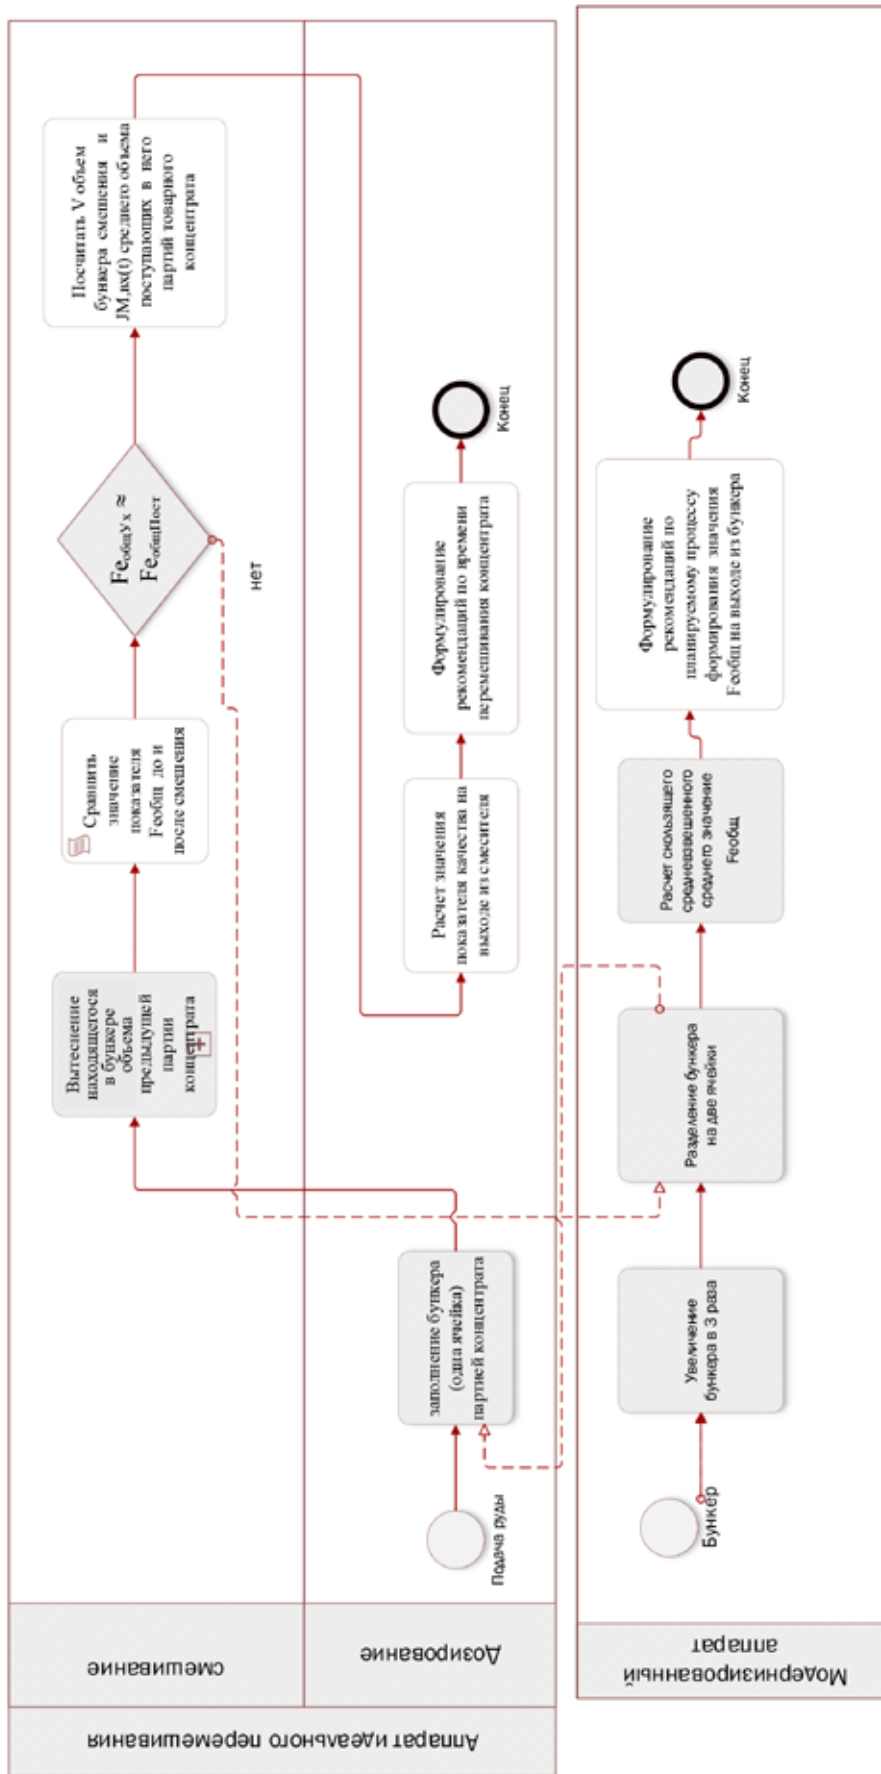 Аппарат идеального перемешивания
смешивание
Вытеснение
находящегося
в бункере
объема
предыдущей
партии
концентрата
Сравнить
значение
показателя
Feобщ до и
после смешения
Feобщ Ух ≈
FeобщПост
нет
Посчитать V объем
бункера смешения и
JM,вх(t) среднего объема
поступающих в него
партий товарного
концентрата
Дозирование
Подача руды
заполнение бункера
(одна ячейка)
партией концентрата
Расчет значения
показателя качества на
выходе из смесителя
Формулирование
рекомендаций по времени
перемешивания концентрата
Конец
Модернизированный
аппарат
Бункер
Увеличение
бункера в 3 раза
Разделение бункера
на две ячейки
Расчет скользящего
средневзвешенного
среднего значение
Feобщ
Формулирование
рекомендаций по
планируемому процессу
формирования значения
Feобщ на выходе из бункера
Конец